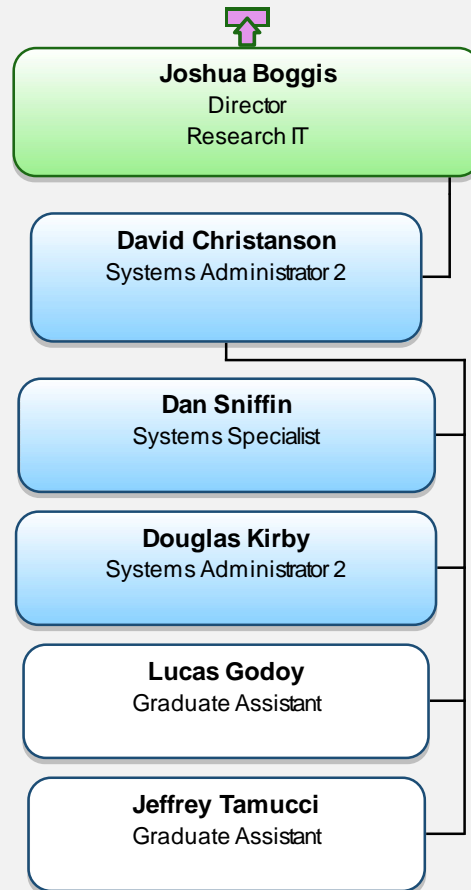 Joshua Boggis
Director
Research IT
David Christanson
Systems Administrator 2
Dan Sniffin
Systems Specialist
Douglas Kirby
Systems Administrator 2
Lucas Godoy
Graduate Assistant
Jeffrey Tamucci
Graduate Assistant